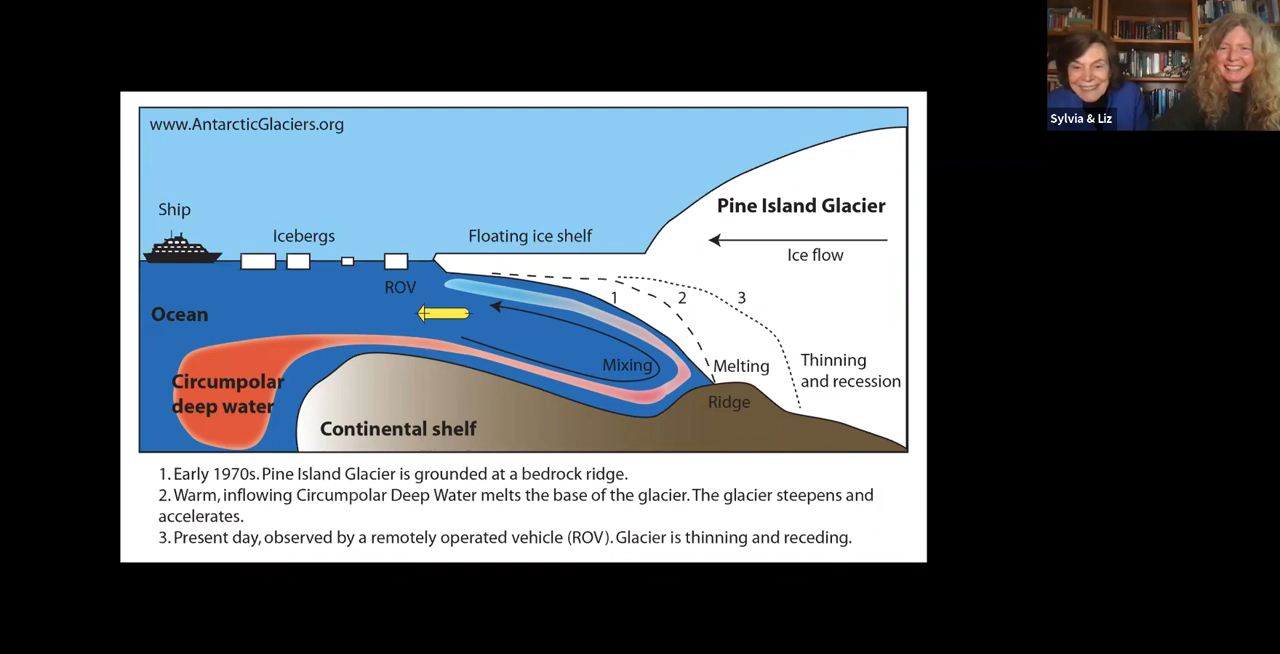 www.AntarcticGlaciers.org
Sylvia & Liz
Ship
Pine Island Glacier
Icebergs
Floating ice shelf
Ice flow
ROV
1
2
3
Ocean
Mixing
Melting
Thinning
and recession
Circumpolar
deep water
Ridge
Continental shelf
1. Early 1970s. Pine Island Glacier is grounded at a bedrock ridge.
2. Warm, inflowing Circumpolar Deep Water melts the base of the glacier. The glacier steepens and
accelerates.
3. Present day, observed by a remotely operated vehicle (ROV). Glacier is thinning and receding.